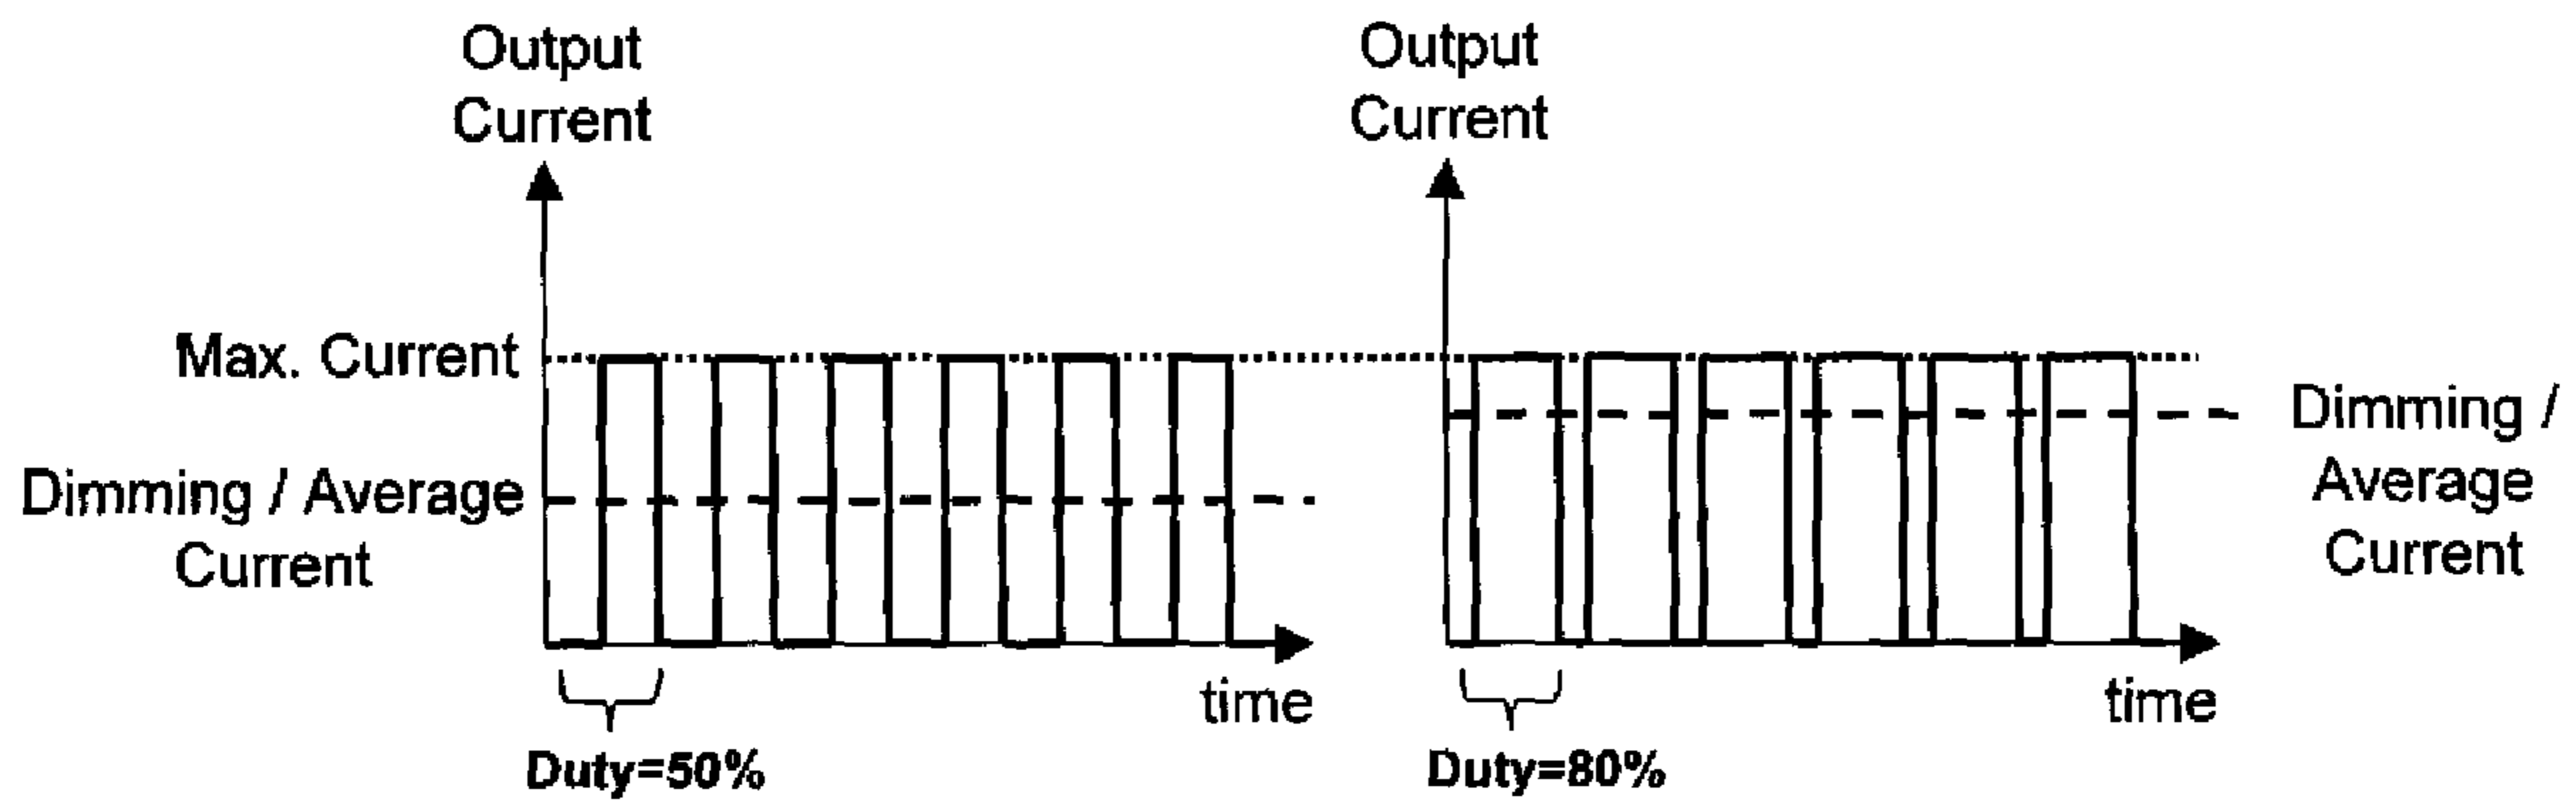 Output
Current
Max. Current
Dimming / Average
Current
time
Duty=50%
Output
Current
Dimming /
Average
Current
time
Duty=80%